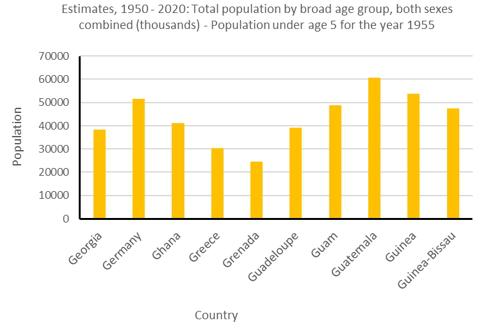 Estimates, 1950 - 2020: Total population by broad age group, both sexes
combined (thousands) - Population under age 5 for the year 1955
Population
70000
60000
50000
40000
30000
20000
10000
0
Georgia
Germany
Ghana
Greece
Grenada
Guadeloupe
Guam
Guatemala
Guinea
Guinea-Bissau
Country